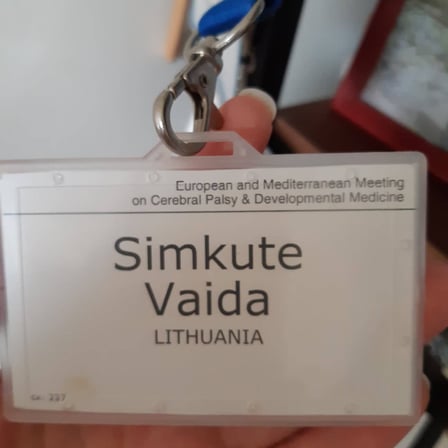 European and Mediterranean Meeting
on Cerebral Palsy & Developmental Medicine
Simkute
Vaida
LITHUANIA